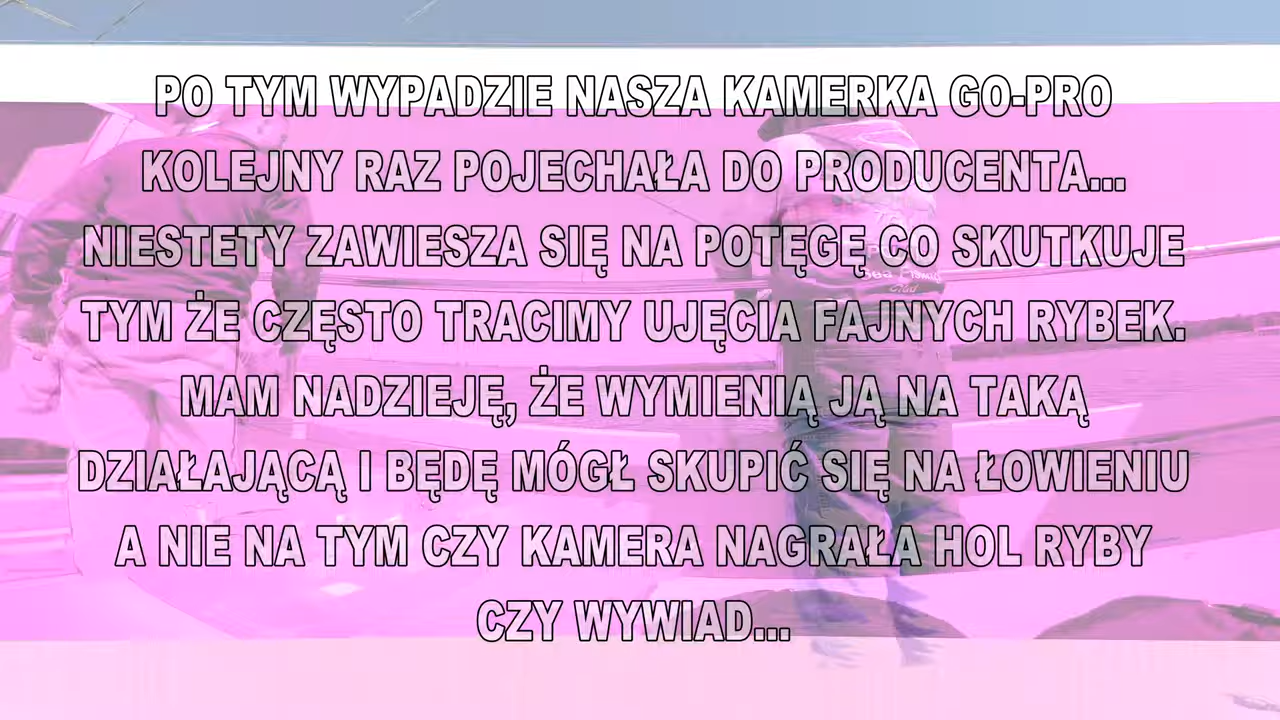 PO TYM WYPADZIE NASZA KAMERKA GO-PRO
KOLEJNY RAZ POJECHAŁA DO PRODUCENTA...
NIESTETY ZAWIESZA SIĘ NA POTĘGĘ CO SKUTKUJE
TYM ŻE CZĘSTO TRACIMY UJĘCIA FAJNYCH RYBEK.
MAM NADZIEJĘ, ŻE WYMIENIĄ JĄ NA TAKĄ
DZIAŁAJĄCĄ I BĘDĘ MÓGŁ SKUPIĆ SIĘ NA ŁOWIENIU
A NIE NA TYM CZY KAMERA NAGRAŁA HOL RYBY
CZY WYWIAD...